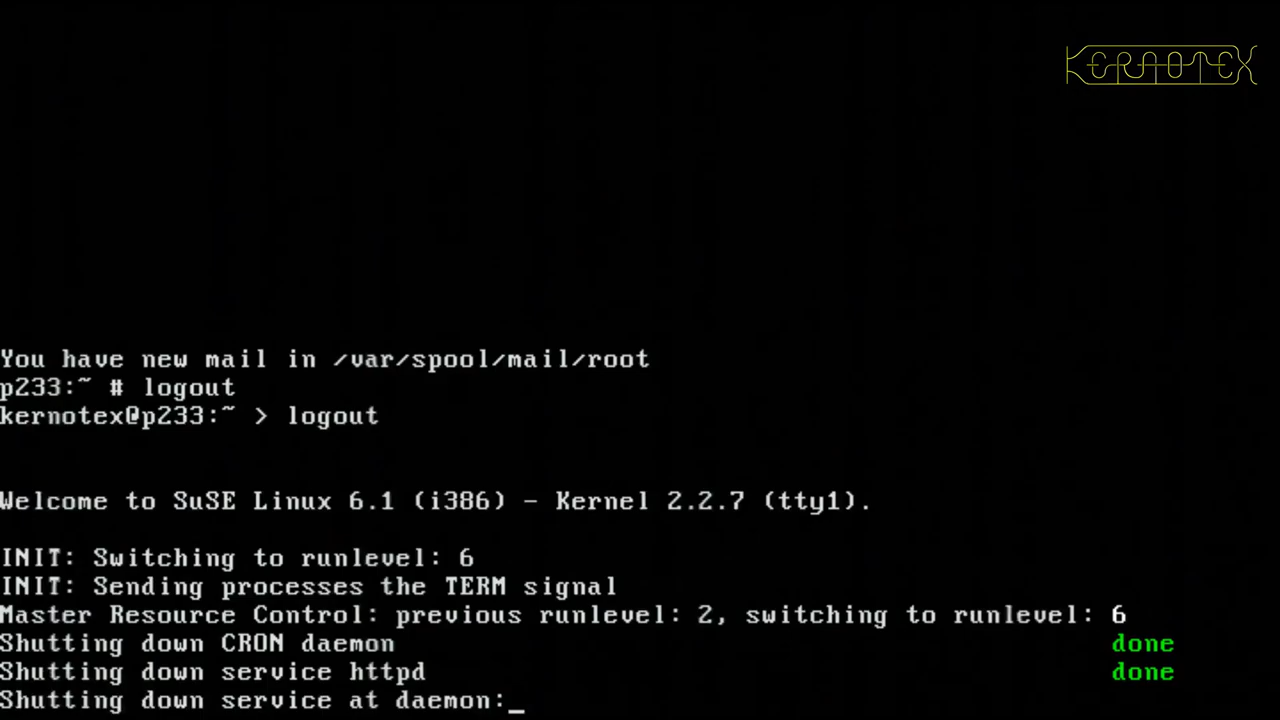 KERNOTEX
You have new mail in /var/spool/mail/root
p233:~ # logout
kernotex@p233:~ > logout
Welcome to SuSE Linux 6.1 (i386) - Kernel 2.2.7 (tty1).
INIT: Switching to runlevel: 6
INIT: Sending processes the TERM signal
Master Resource Control: previous runlevel: 2, switching to runlevel: 6
Shutting down CRON daemon done
Shutting down service httpd done
Shutting down service at daemon:_